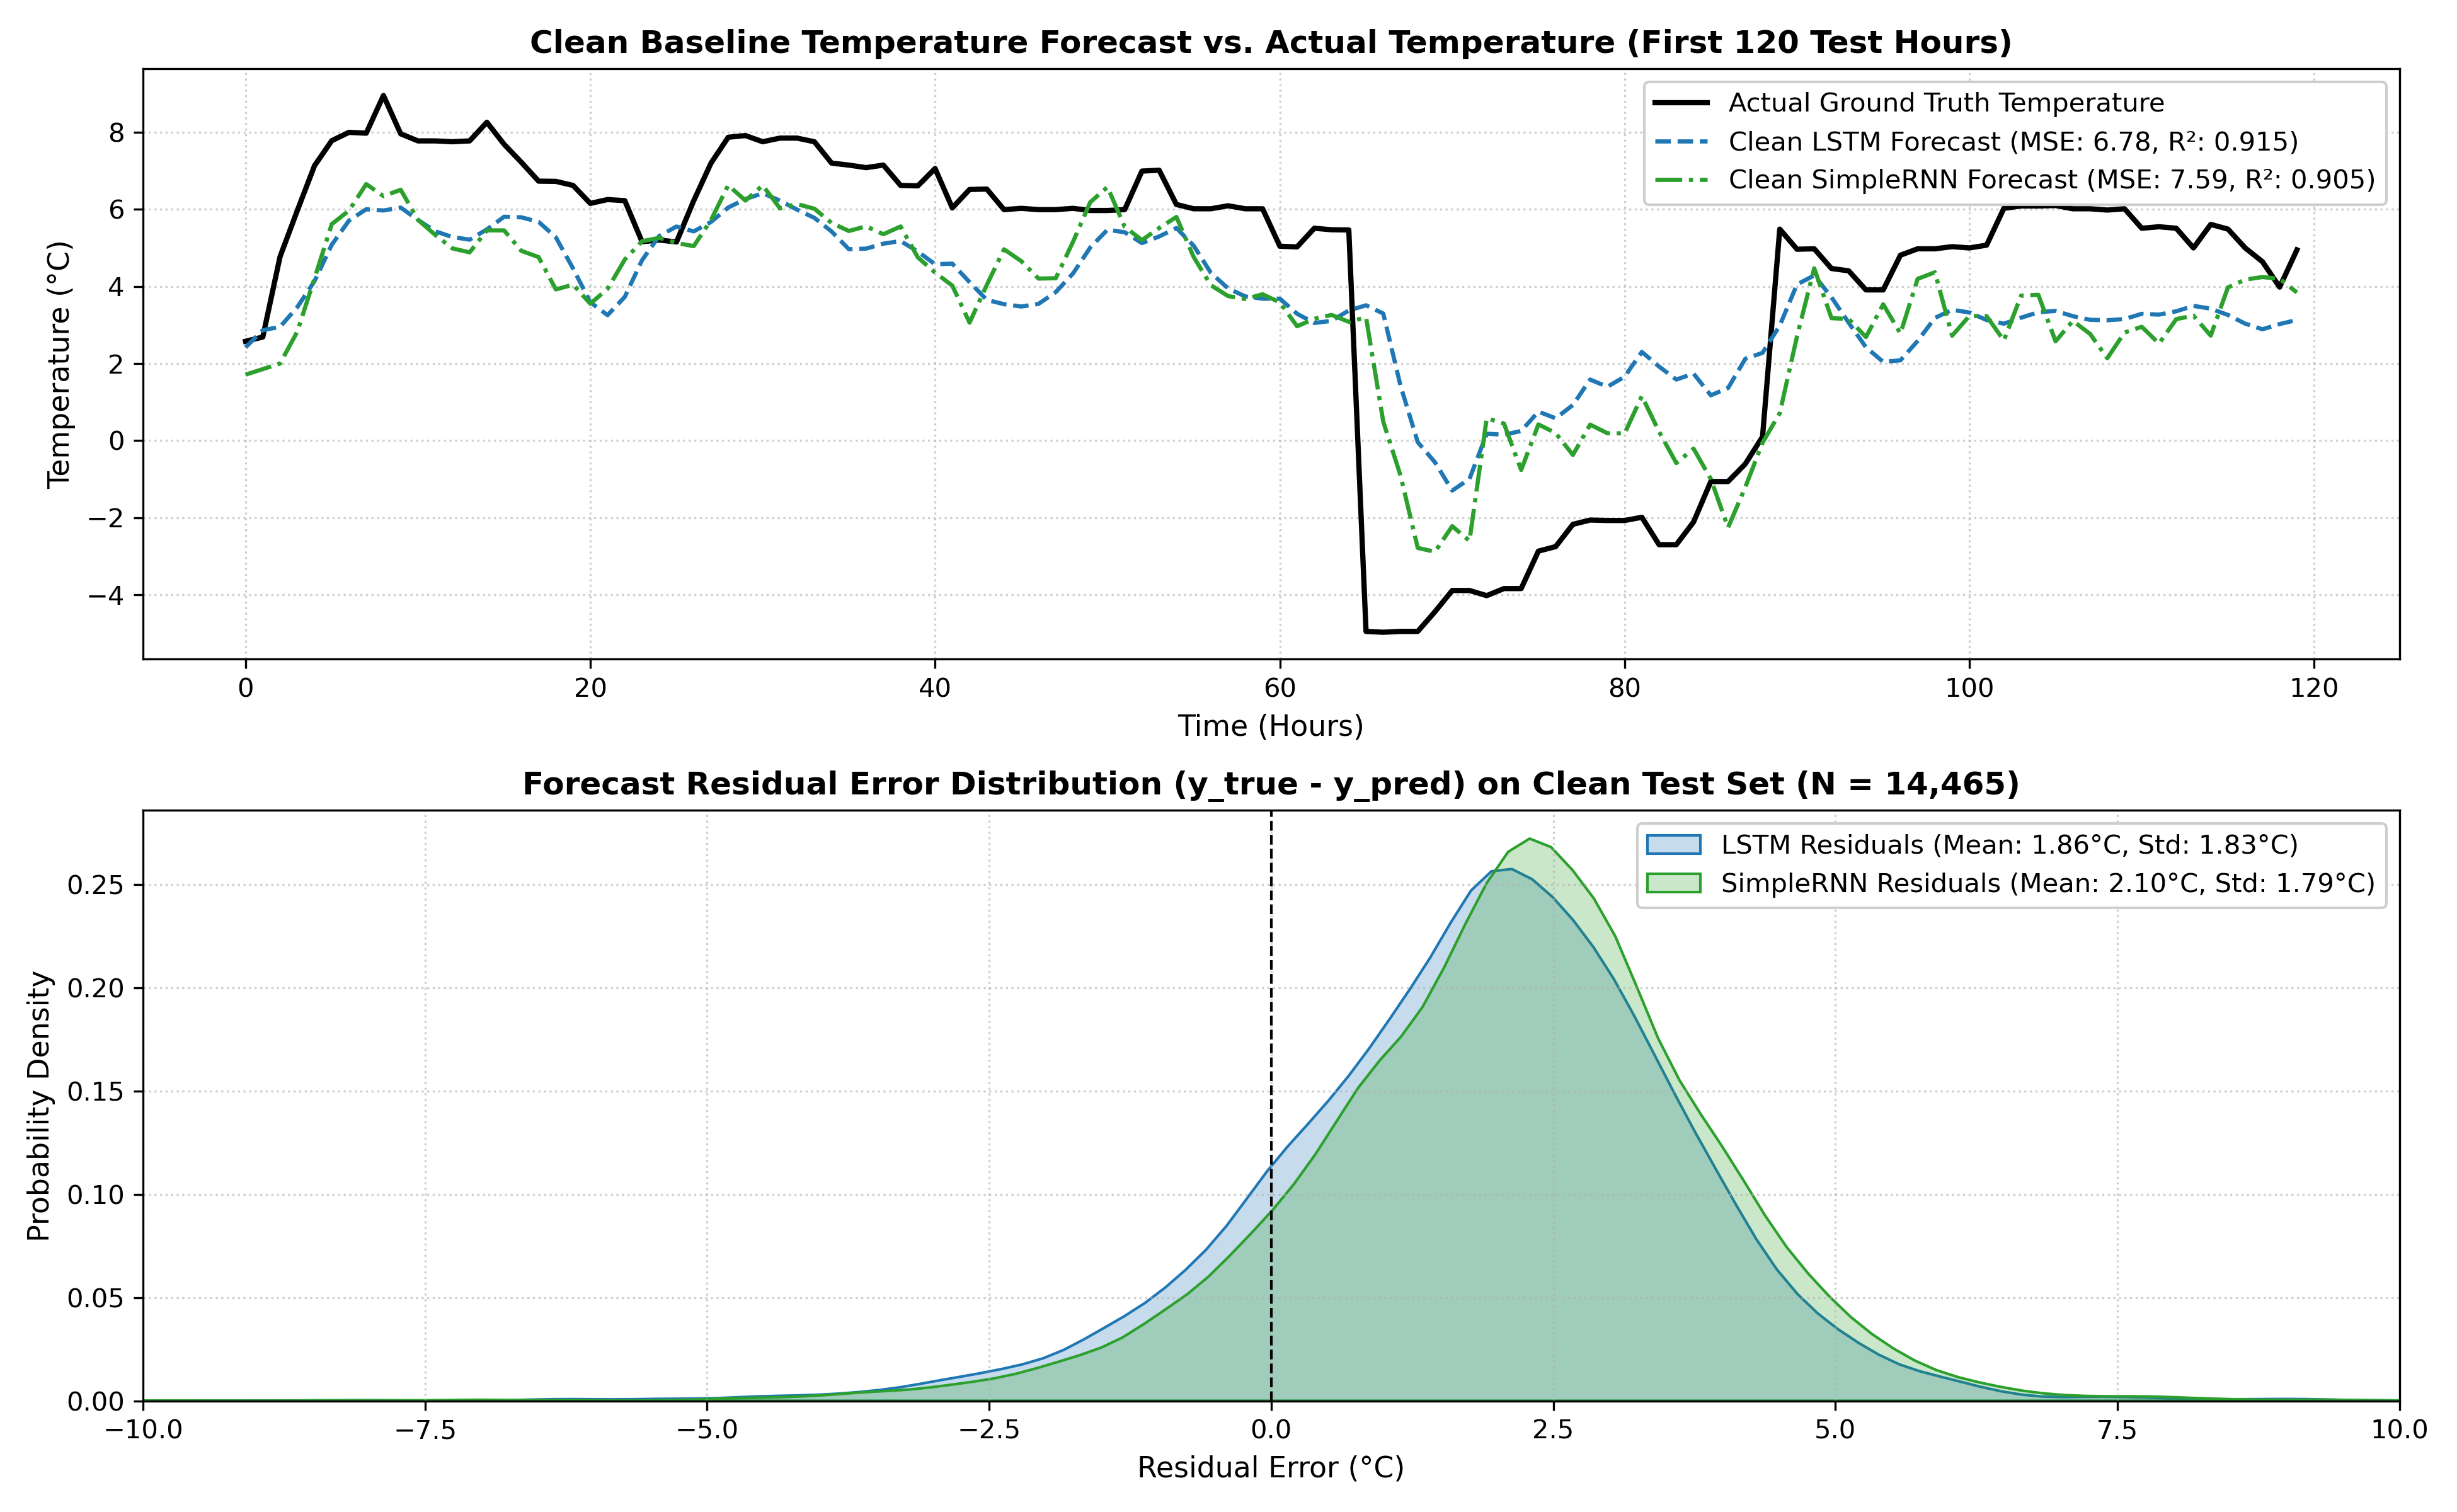 Clean Baseline Temperature Forecast vs. Actual Temperature (First 120 Test Hours)
Actual Ground Truth Temperature
Clean LSTM Forecast (MSE: 6.78, R²: 0.915)
Clean SimpleRNN Forecast (MSE: 7.59, R²: 0.905)
Temperature (°C)
8
6
4
2
0
−2
−4
0 20 40 60 80 100 120
Time (Hours)
Forecast Residual Error Distribution (y_true - y_pred) on Clean Test Set (N = 14,465)
LSTM Residuals (Mean: 1.86°C, Std: 1.83°C)
SimpleRNN Residuals (Mean: 2.10°C, Std: 1.79°C)
Probability Density
0.25
0.20
0.15
0.10
0.05
0.00
−10.0 −7.5 −5.0 −2.5 0.0 2.5 5.0 7.5 10.0
Residual Error (°C)